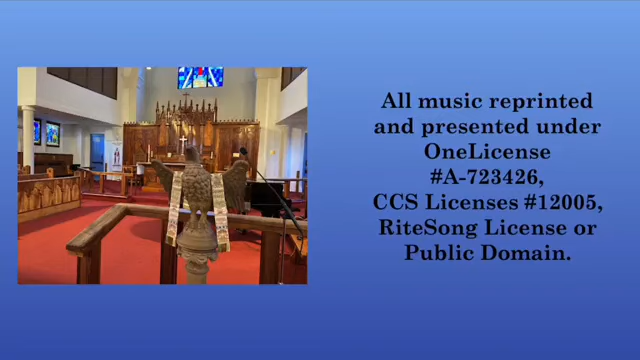 All music reprinted
and presented under
OneLicense
#A-723426,
CCS Licenses #12005,
RiteSong License or
Public Domain.